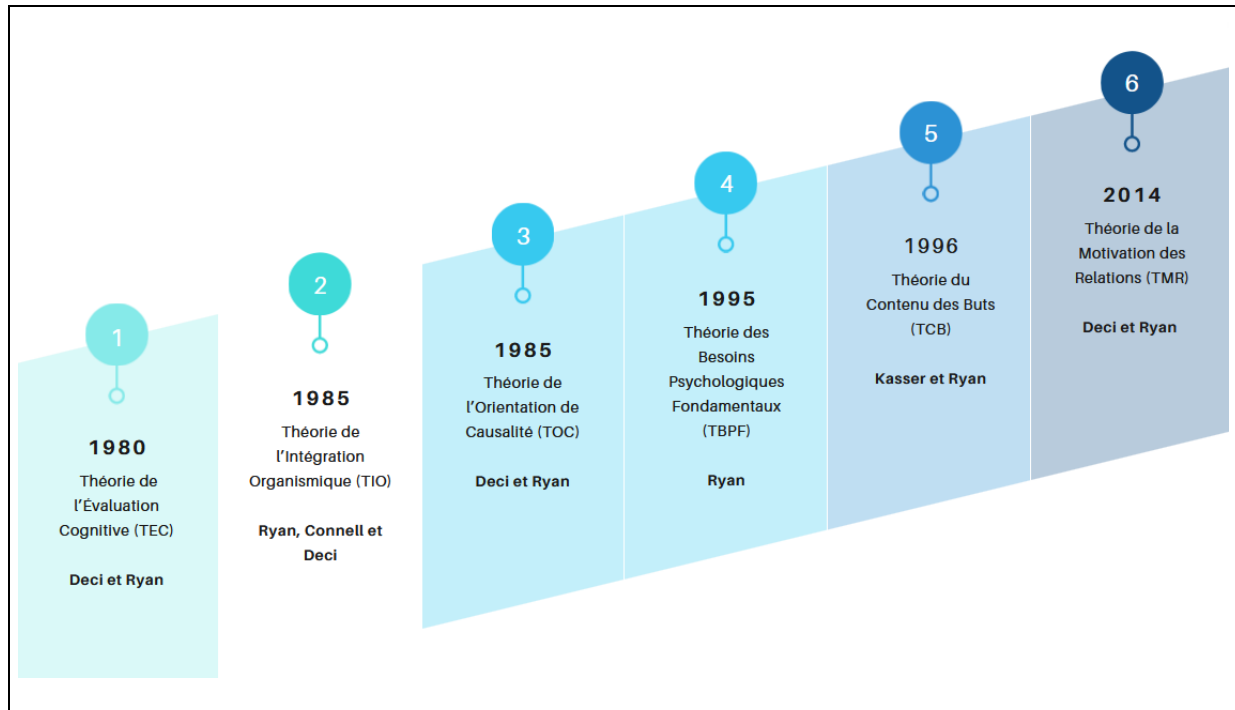 1
1980
Théorie de
l'Évaluation
Cognitive (TEC)
Deci et Ryan
2
1985
Théorie de
l'Intégration
Organismique (TIO)
Ryan, Connell et
Deci
3
1985
Théorie de
l'Orientation de
Causalité (TOC)
Deci et Ryan
4
1995
Théorie des
Besoins
Psychologiques
Fondamentaux
(TBPF)
Ryan
5
1996
Théorie du
Contenu des Buts
(TCB)
Kasser et Ryan
6
2014
Théorie de la
Motivation des
Relations (TMR)
Deci et Ryan